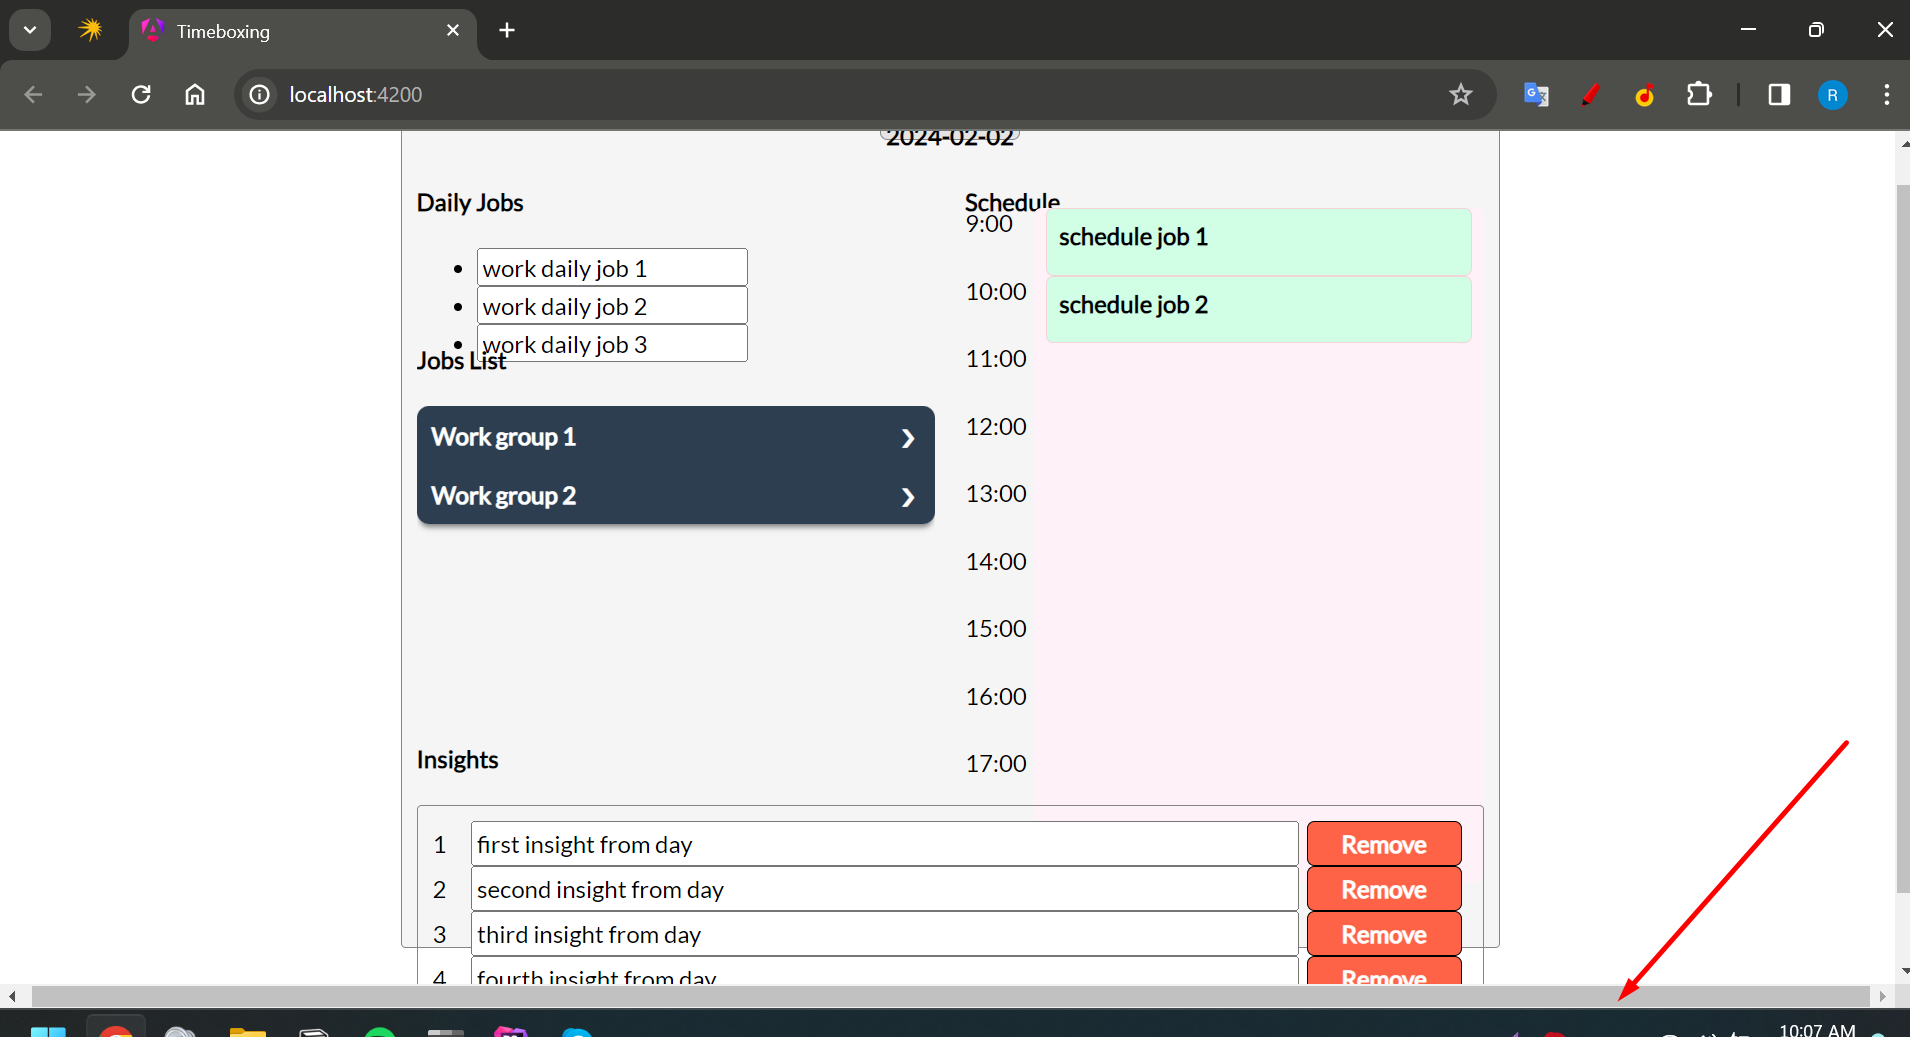 Timeboxing
localhost:4200
R
2024-02-02
Daily Jobs
work daily job 1
work daily job 2
work daily job 3
Jobs List
Work group 1
Work group 2
Schedule
9:00
schedule job 1
10:00
schedule job 2
11:00
12:00
13:00
14:00
15:00
16:00
17:00
Insights
1 first insight from day Remove
2 second insight from day Remove
3 third insight from day Remove
4 fourth insight from day Remove
10:07 AM